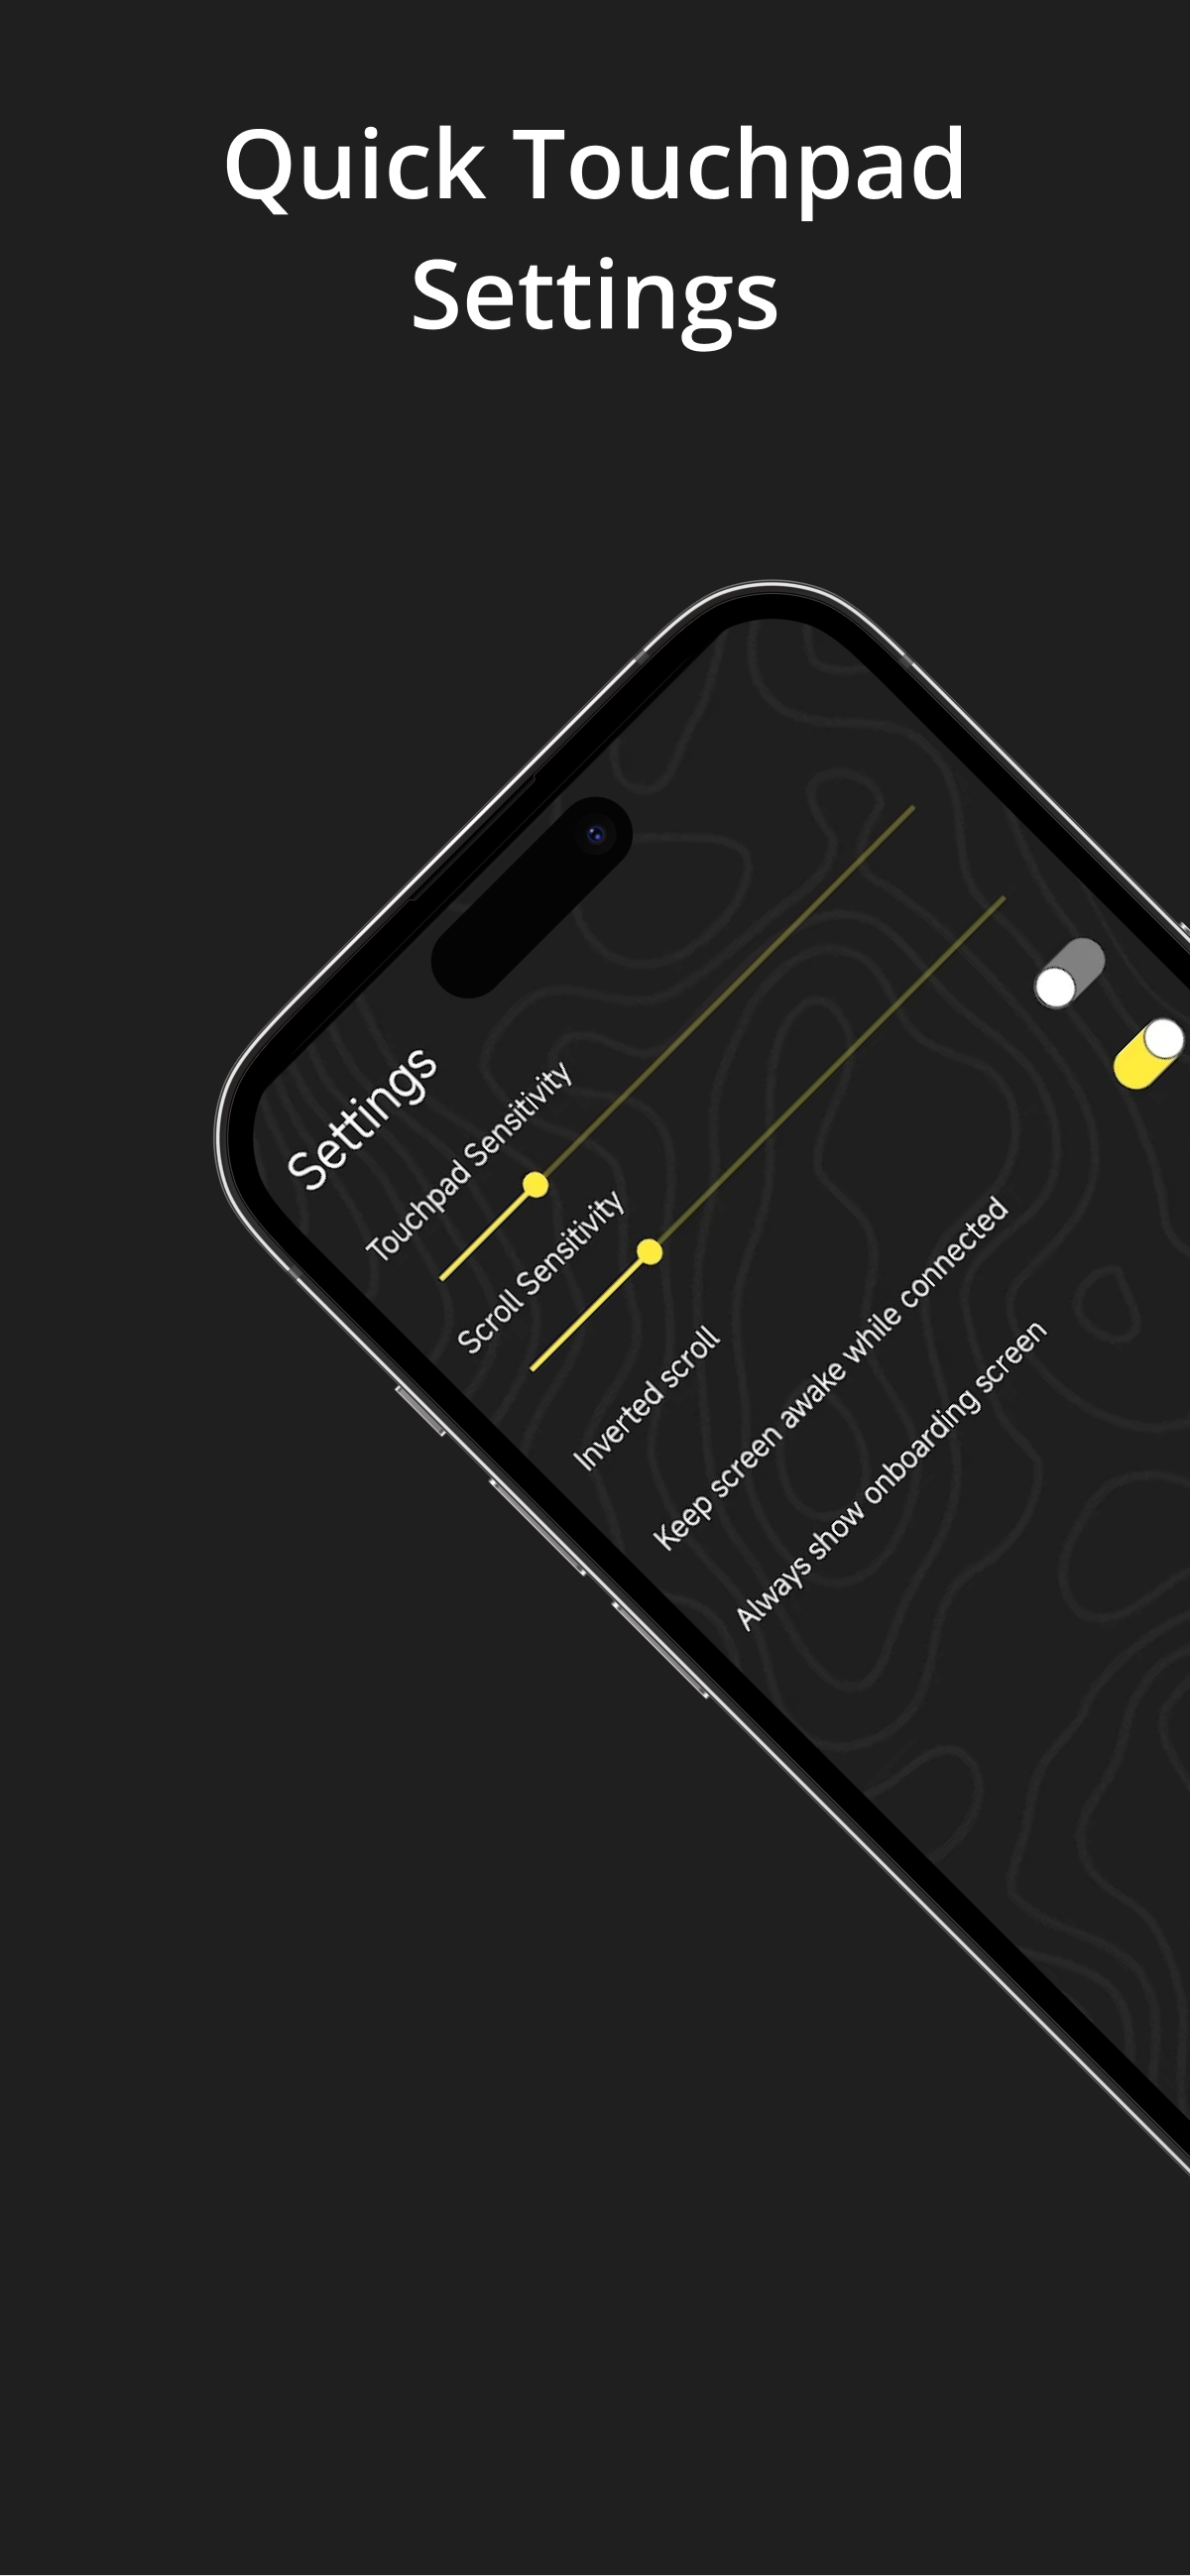 Quick Touchpad
Settings
Settings
Touchpad Sensitivity
Scroll Sensitivity
Inverted scroll
Keep screen awake while connected
Always show onboarding screen